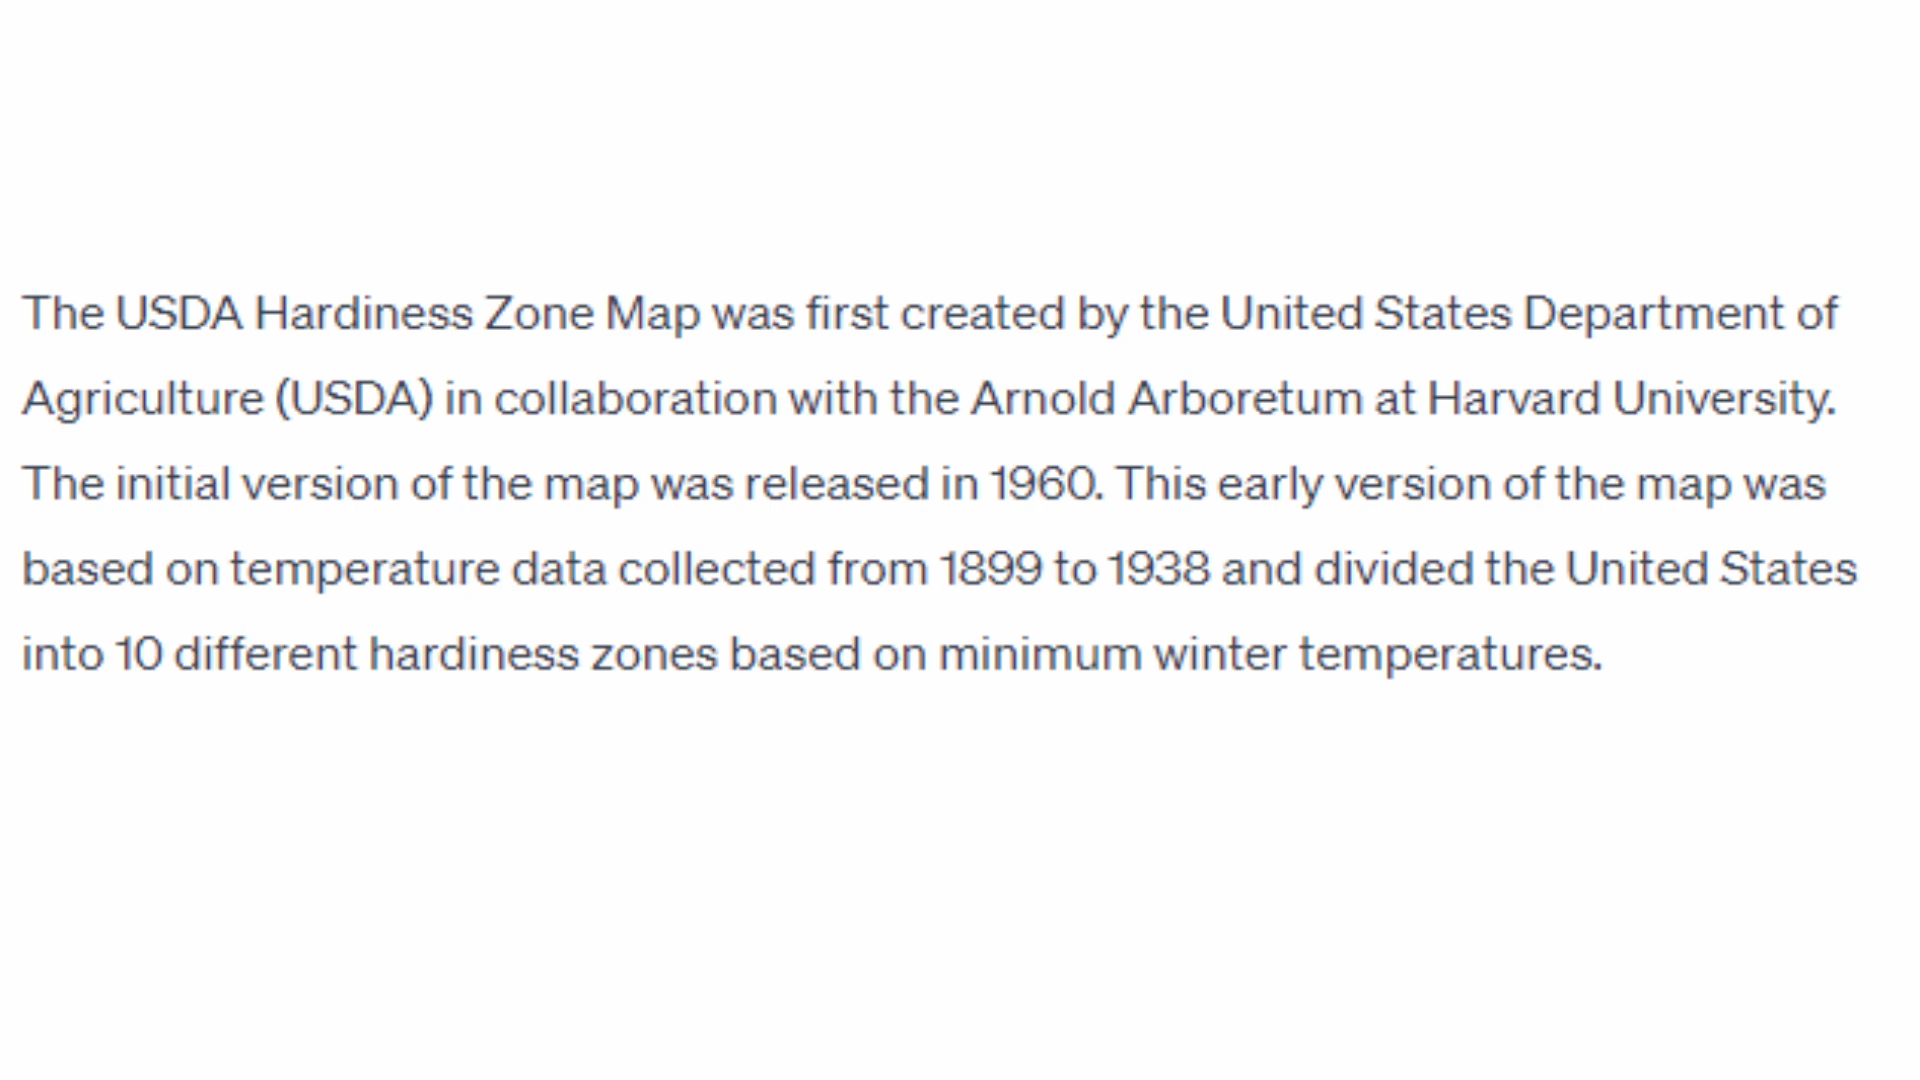 The USDA Hardiness Zone Map was first created by the United States Department of
Agriculture (USDA) in collaboration with the Arnold Arboretum at Harvard University.
The initial version of the map was released in 1960. This early version of the map was
based on temperature data collected from 1899 to 1938 and divided the United States
into 10 different hardiness zones based on minimum winter temperatures.